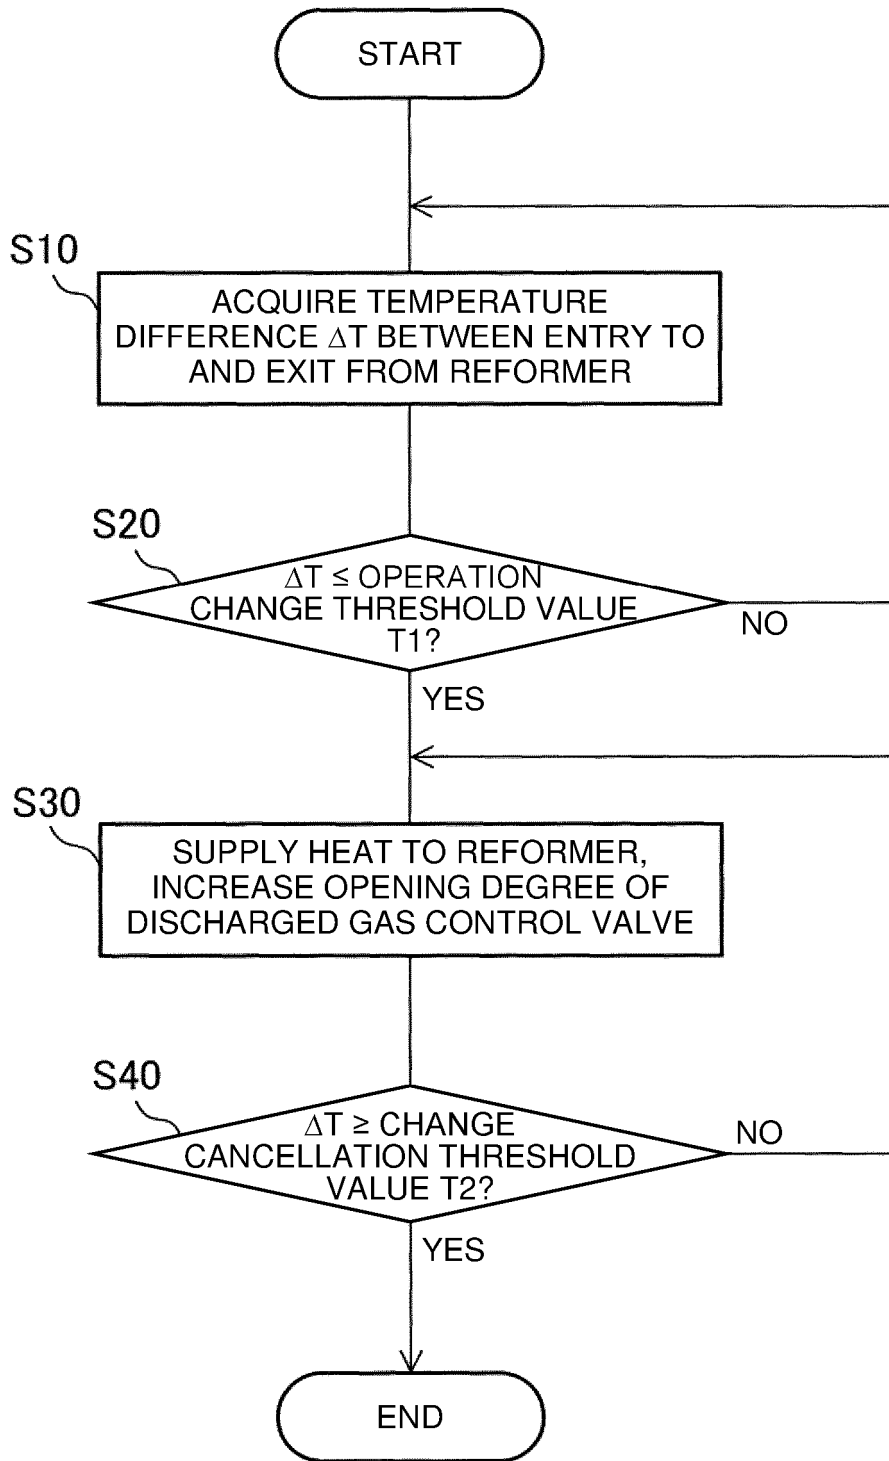 START
S10
ACQUIRE TEMPERATURE
DIFFERENCE ΔT BETWEEN ENTRY TO
AND EXIT FROM REFORMER
S20
ΔT ≤ OPERATION
CHANGE THRESHOLD VALUE
T1?
NO
YES
S30
SUPPLY HEAT TO REFORMER,
INCREASE OPENING DEGREE OF
DISCHARGED GAS CONTROL VALVE
S40
ΔT ≥ CHANGE
CANCELLATION THRESHOLD
VALUE T2?
NO
YES
END